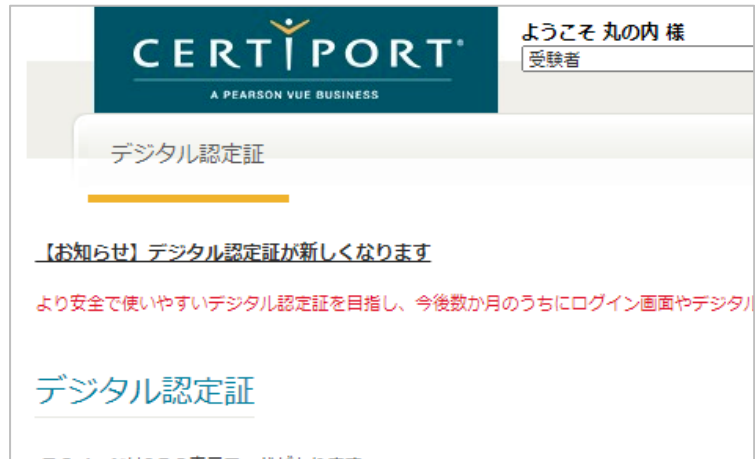 CERTIPORT
A PEARSON VUE BUSINESS
ようこそ 丸の内 様
受験者
デジタル認定証
【お知らせ】デジタル認定証が新しくなります
より安全で使いやすいデジタル認定証を目指し、今後数か月のうちにログイン画面やデジタル
デジタル認定証